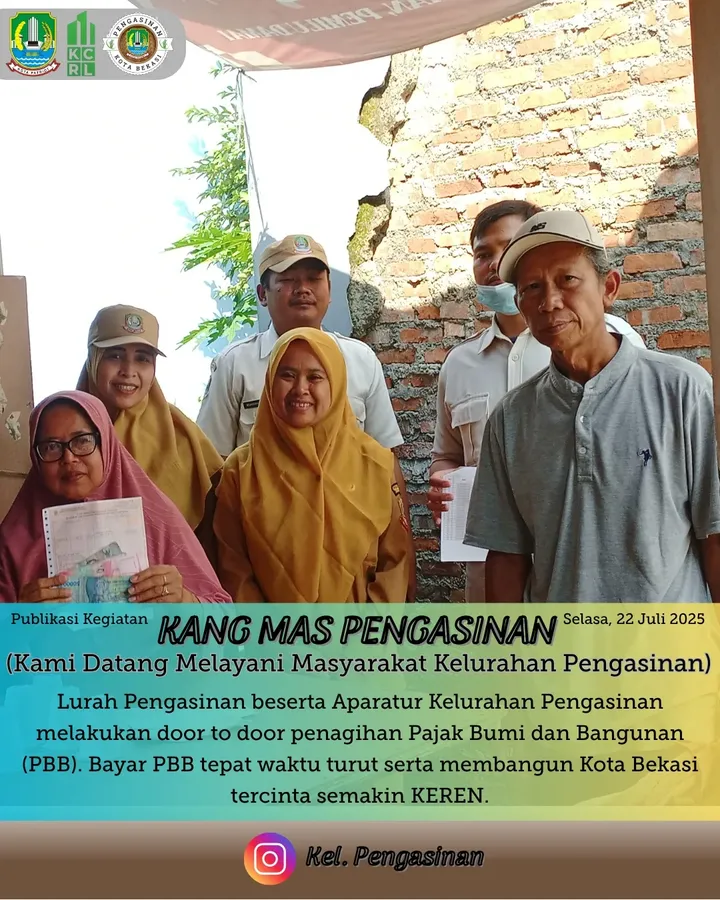 PENGASINAN
KOTA BEKASI
KCRL
Publikasi Kegiatan
KANG MAS PENGASINAN
Selasa, 22 Juli 2025
(Kami Datang Melayani Masyarakat Kelurahan Pengasinan)
Lurah Pengasinan beserta Aparatur Kelurahan Pengasinan
melakukan door to door penagihan Pajak Bumi dan Bangunan
(PBB). Bayar PBB tepat waktu turut serta membangun Kota Bekasi
tercinta semakin KEREN.
Kel. Pengasinan